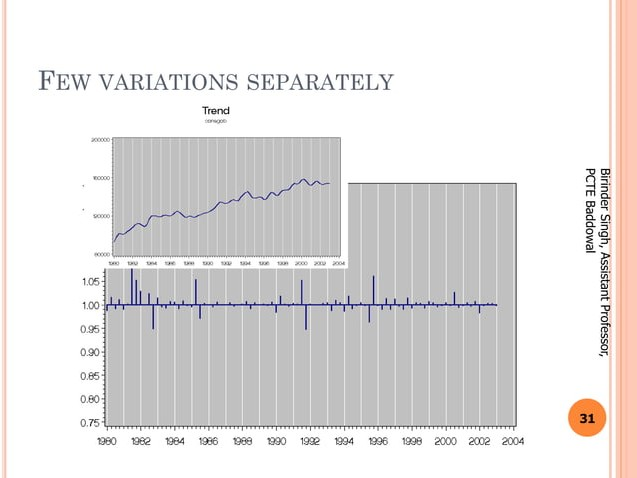 FEW VARIATIONS SEPARATELY
Trend
200000
160000
120000
80000
1980 1982 1984 1986 1988 1990 1992 1994 1996 1998 2000 2002 2004
1.05
1.00
0.95
0.90
0.85
0.80
0.75
1980 1982 1984 1986 1988 1990 1992 1994 1996 1998 2000 2002 2004
Birinder Singh, Assistant Professor,
PCTE Baddowal
31